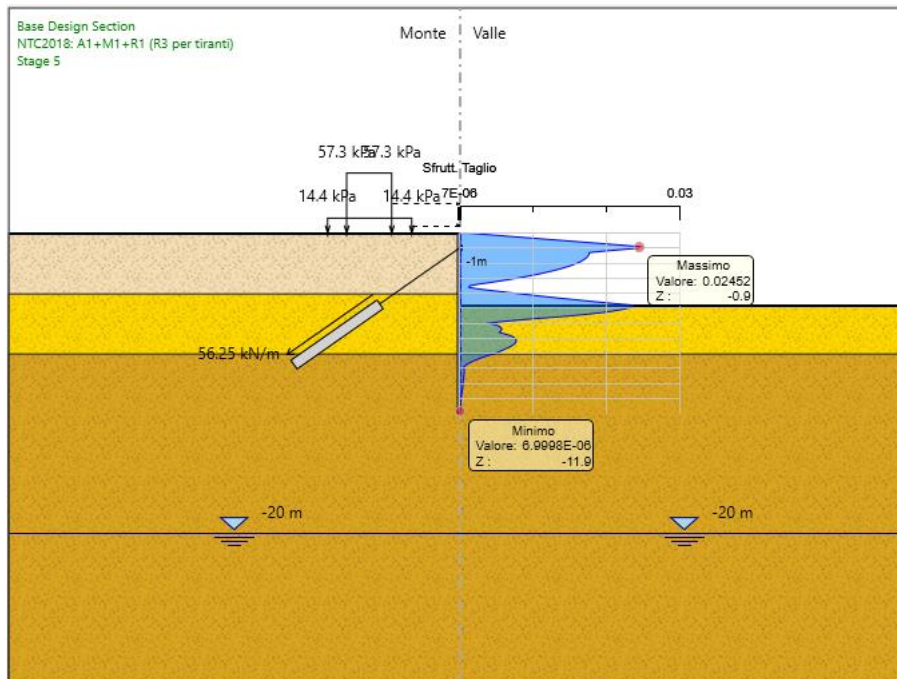 Base Design Section
NTC2018: A1+M1+R1 (R3 per tiranti)
Stage 5
Monte
Valle
57.3 kPa
57.3 kPa
Sfrutt. Taglio
14.4 kPa
14.4 kPa
7E-06
0.03
-1m
Massimo
Valore: 0.02452
Z : -0.9
56.25 kN/m
Minimo
Valore: 6.9998E-06
Z : -11.9
-20 m
-20 m